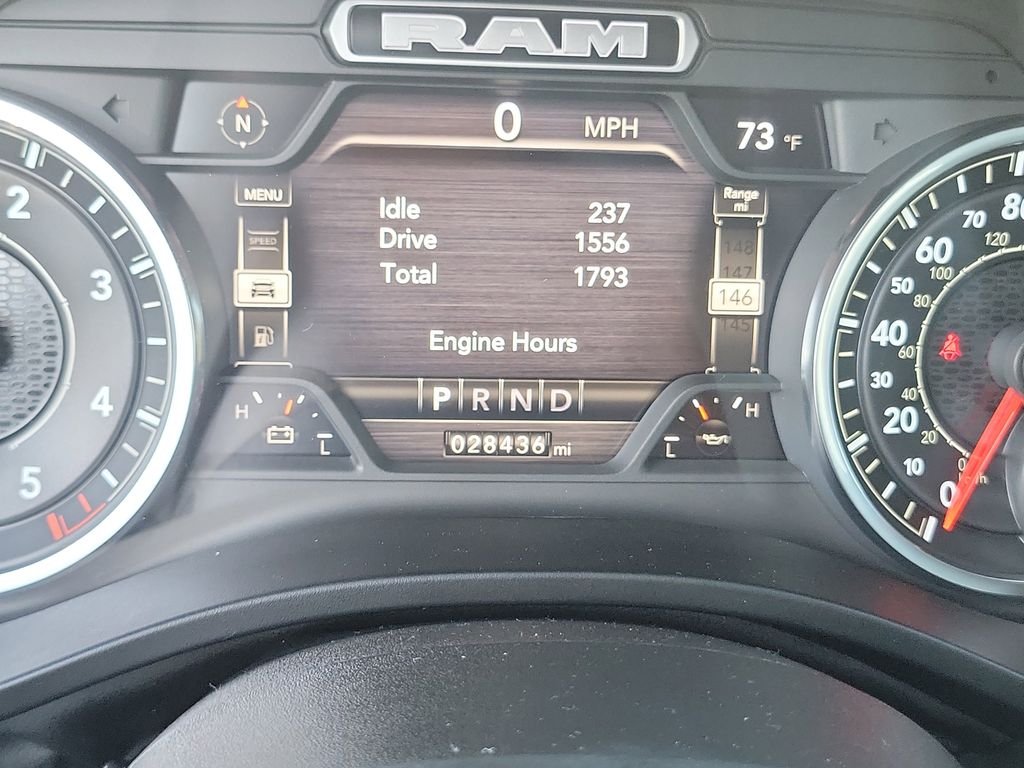 RAM
N
0 MPH
73 °F
MENU
SPEED
Idle 237
Drive 1556
Total 1793
Engine Hours
Range
mi
148
147
146
145
P R N D
028436 mi
H
L
L
H
2
3
4
5
80
70
60
50
40
30
20
10
0
120
100
80
60
40
20